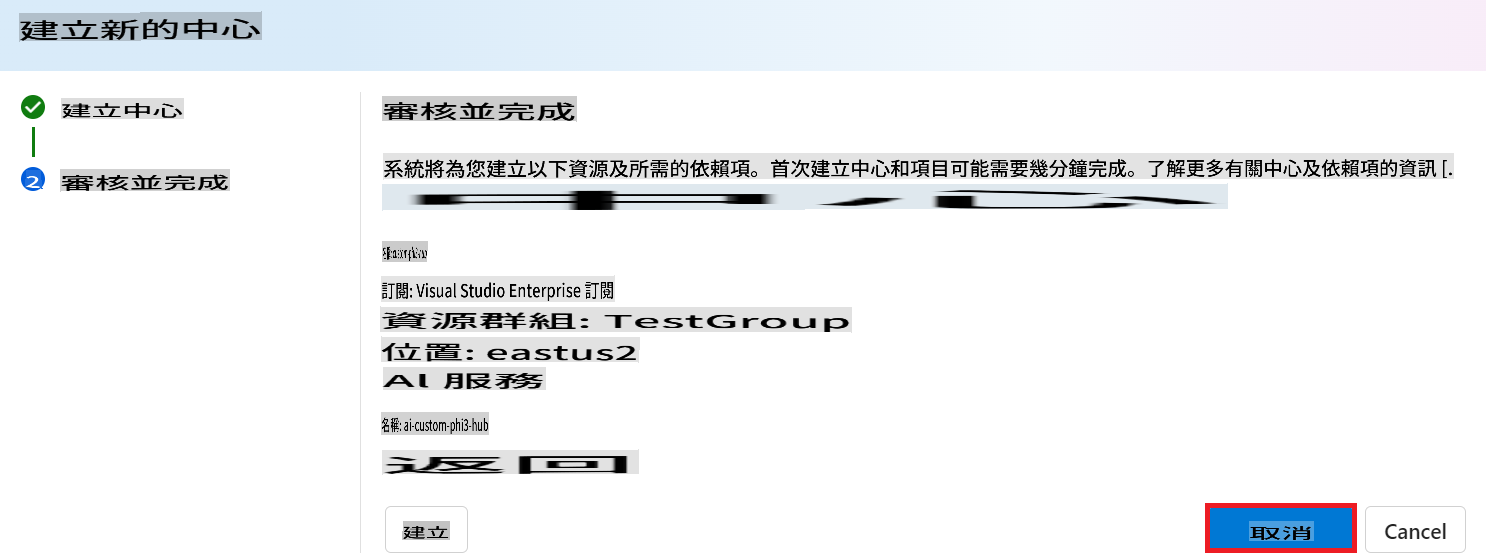 建立新的中心
建立中心
2
審核並完成
審核並完成
系統將為您建立以下資源及所需的依賴項。首次建立中心和項目可能需要幾分鐘完成。了解更多有關中心及依賴項的資訊 [.
中心
訂閱: Visual Studio Enterprise 訂閱
資源群組: TestGroup
位置: eastus2
AI 服務
名稱: ai-custom-phi3-hub
返回
建立
取消
Cancel